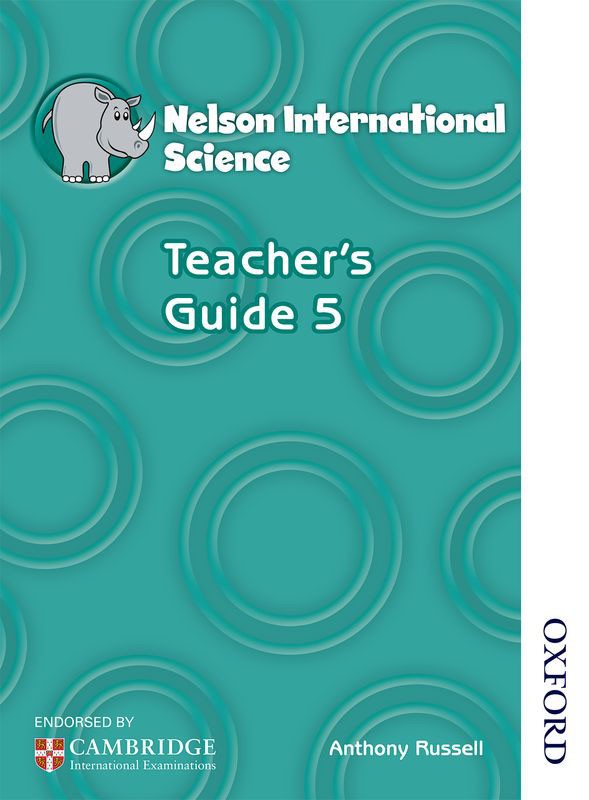 Nelson International
Science
Teacher's
Guide 5
ENDORSED BY
CAMBRIDGE
International Examinations
Anthony Russell
OXFORD